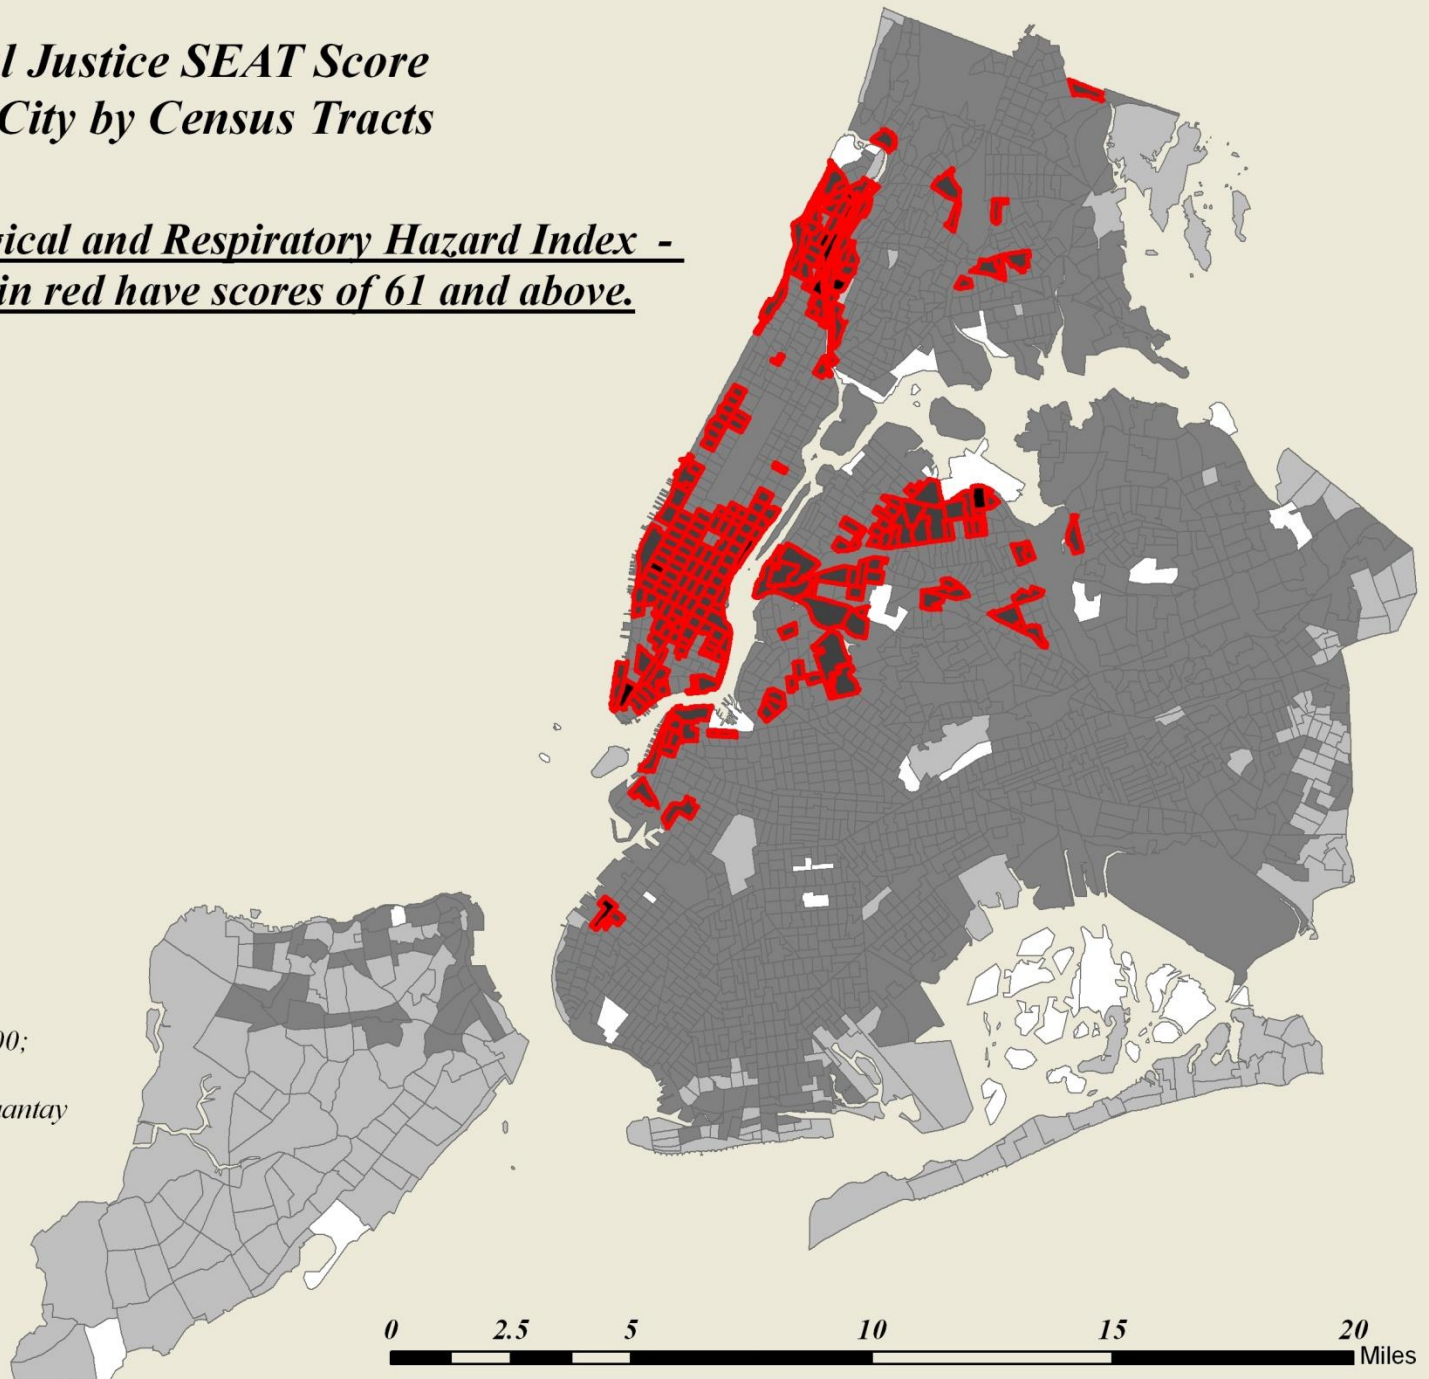 l Justice SEAT Score
City by Census Tracts
gical and Respiratory Hazard Index -
in red have scores of 61 and above.
00;
antay
0 2.5 5 10 15 20
Miles